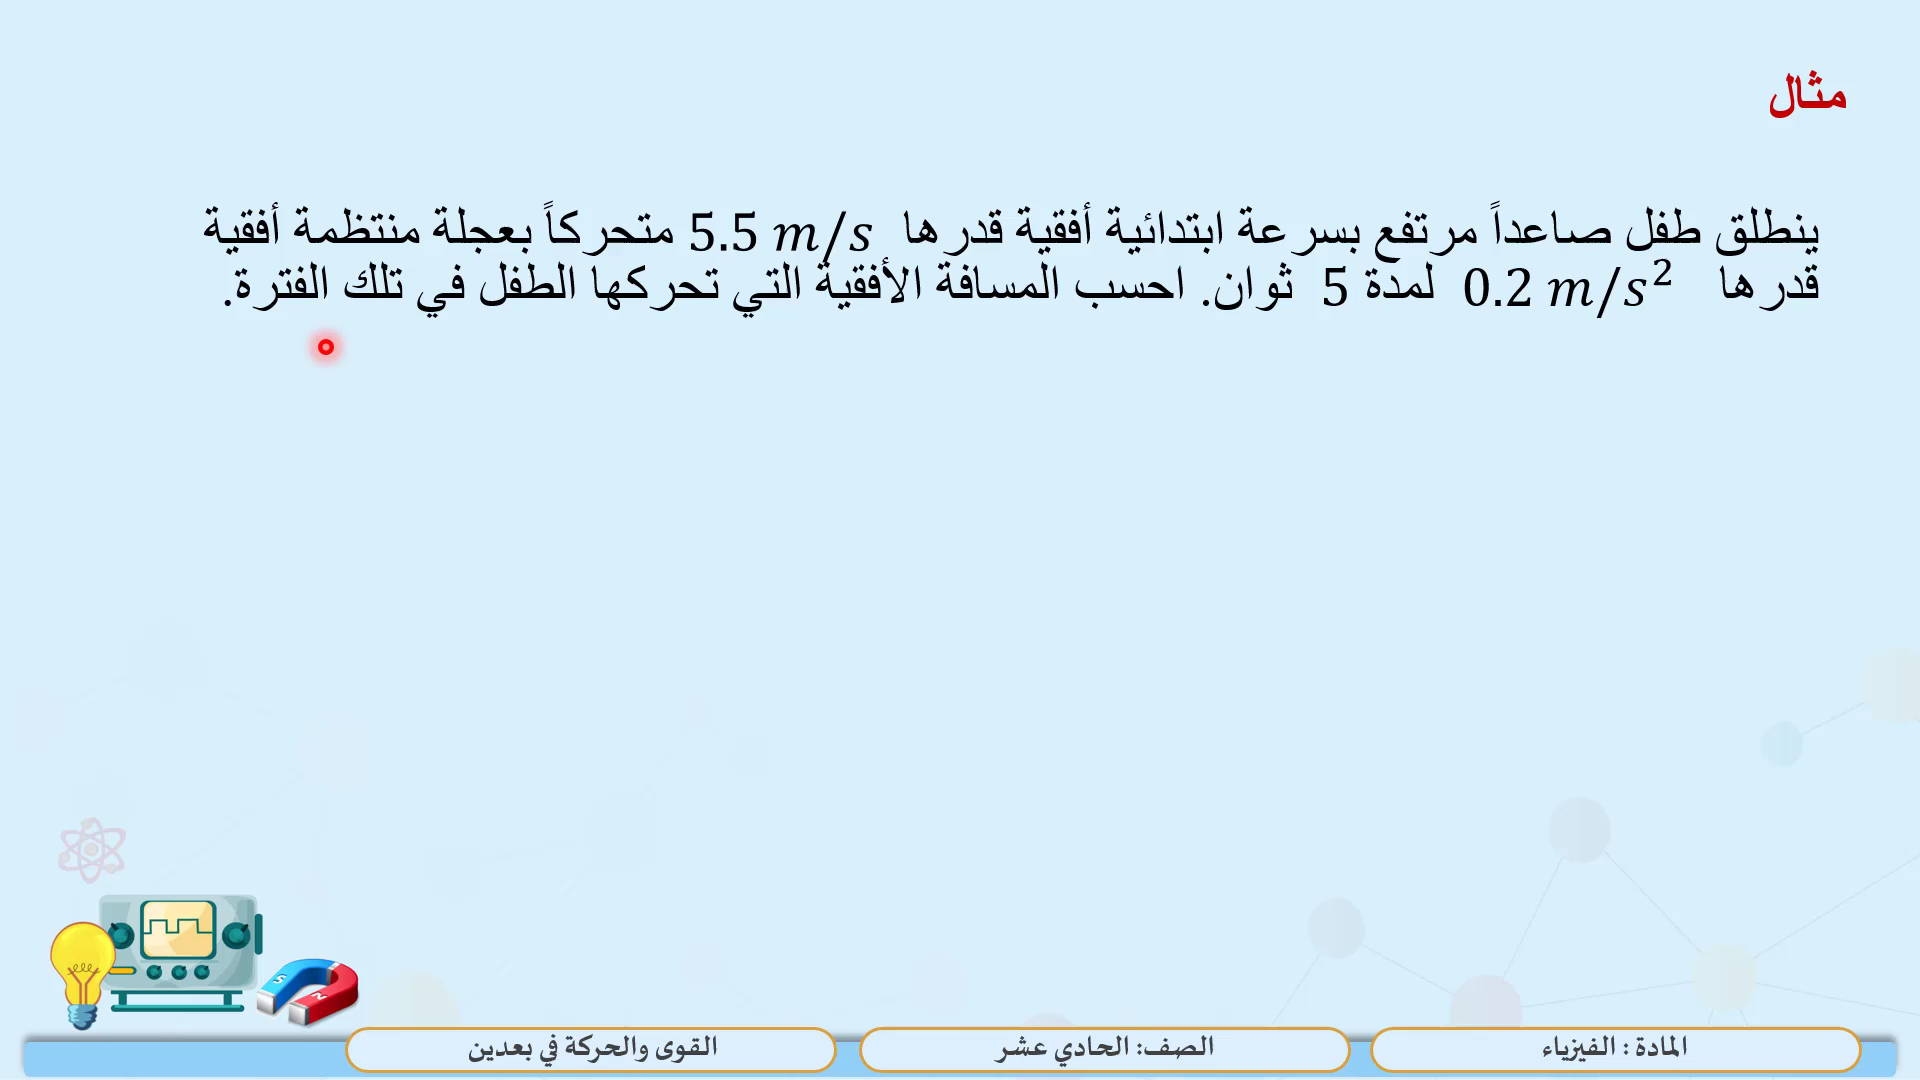 مثال
ينطلق طفل صاعداً مرتفع بسرعة ابتدائية أفقية قدرها 5.5 m/s متحركاً بعجلة منتظمة أفقية
قدرها 0.2 m/s² لمدة 5 ثوان. احسب المسافة الأفقية التي تحركها الطفل في تلك الفترة.
S
N
المادة : الفيزياء
الصف: الحادي عشر
القوى والحركة في بعدين